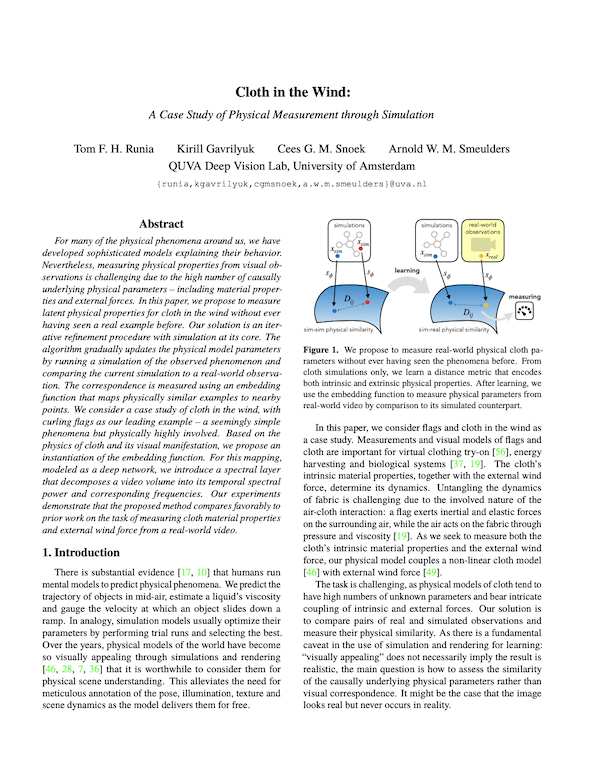 Cloth in the Wind:
A Case Study of Physical Measurement through Simulation
Tom F. H. Runia Kirill Gavrilyuk Cees G. M. Snoek Arnold W. M. Smeulders
QUVA Deep Vision Lab, University of Amsterdam
{runia,kgavrilyuk,cgmsnoek,a.w.m.smeulders}@uva.nl
Abstract
For many of the physical phenomena around us, we have
developed sophisticated models explaining their behavior.
Nevertheless, measuring physical properties from visual ob-
servations is challenging due to the high number of causally
underlying physical parameters – including material proper-
ties and external forces. In this paper, we propose to measure
latent physical properties for cloth in the wind without ever
having seen a real example before. Our solution is an iter-
ative refinement procedure with simulation at its core. The
algorithm gradually updates the physical model parameters
by running a simulation of the observed phenomenon and
comparing the current simulation to a real-world observa-
tion. The correspondence is measured using an embedding
function that maps physically similar examples to nearby
points. We consider a case study of cloth in the wind, with
curling flags as our leading example – a seemingly simple
phenomena but physically highly involved. Based on the
physics of cloth and its visual manifestation, we propose an
instantiation of the embedding function. For this mapping,
modeled as a deep network, we introduce a spectral layer
that decomposes a video volume into its temporal spectral
power and corresponding frequencies. Our experiments
demonstrate that the proposed method compares favorably to
prior work on the task of measuring cloth material properties
and external wind force from a real-world video.
1. Introduction
There is substantial evidence [17, 10] that humans run
mental models to predict physical phenomena. We predict the
trajectory of objects in mid-air, estimate a liquid's viscosity
and gauge the velocity at which an object slides down a
ramp. In analogy, simulation models usually optimize their
parameters by performing trial runs and selecting the best.
Over the years, physical models of the world have become
so visually appealing through simulations and rendering
[46, 28, 7, 36] that it is worthwhile to consider them for
physical scene understanding. This alleviates the need for
meticulous annotation of the pose, illumination, texture and
scene dynamics as the model delivers them for free.
simulations
simulations
real-world
observations
x_sim
x_sim
x_sim
x_real
s_ϕ
s_ϕ
learning
s_ϕ
s_ϕ
D_ij
D_ij
measuring
sim-sim physical similarity
sim-real physical similarity
Figure 1. We propose to measure real-world physical cloth pa-
rameters without ever having seen the phenomena before. From
cloth simulations only, we learn a distance metric that encodes
both intrinsic and extrinsic physical properties. After learning, we
use the embedding function to measure physical parameters from
real-world video by comparison to its simulated counterpart.
In this paper, we consider flags and cloth in the wind as
a case study. Measurements and visual models of flags and
cloth are important for virtual clothing try-on [56], energy
harvesting and biological systems [37, 19]. The cloth's
intrinsic material properties, together with the external wind
force, determine its dynamics. Untangling the dynamics
of fabric is challenging due to the involved nature of the
air-cloth interaction: a flag exerts inertial and elastic forces
on the surrounding air, while the air acts on the fabric through
pressure and viscosity [19]. As we seek to measure both the
cloth's intrinsic material properties and the external wind
force, our physical model couples a non-linear cloth model
[46] with external wind force [49].
The task is challenging, as physical models of cloth tend to
have high numbers of unknown parameters and bear intricate
coupling of intrinsic and external forces. Our solution is
to compare pairs of real and simulated observations and
measure their physical similarity. As there is a fundamental
caveat in the use of simulation and rendering for learning:
“visually appealing” does not necessarily imply the result is
realistic, the main question is how to assess the similarity
of the causally underlying physical parameters rather than
visual correspondence. It might be the case that the image
looks real but never occurs in reality.